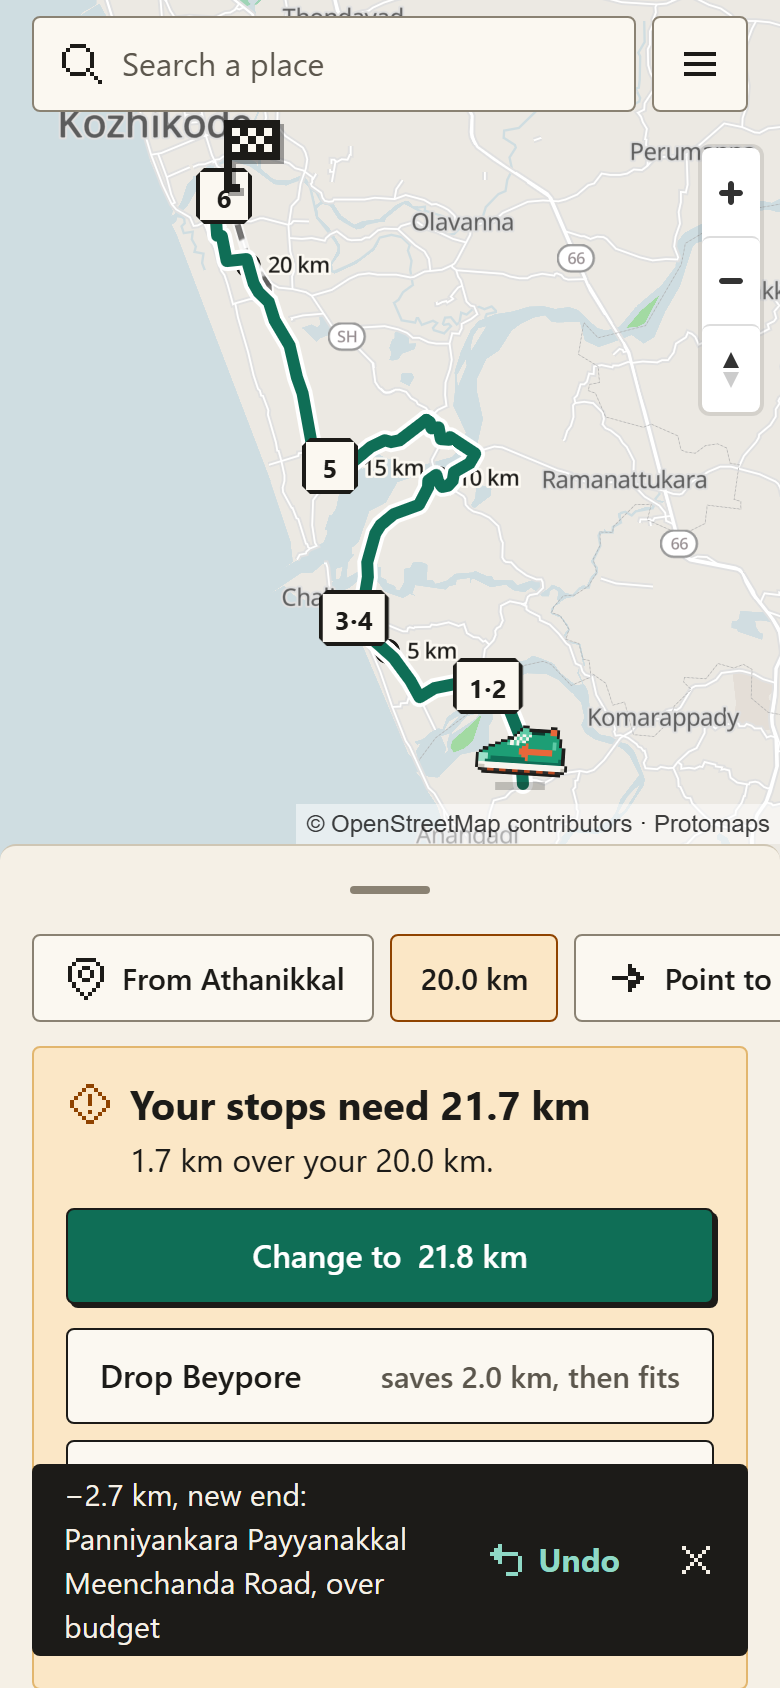 Search a place
Kozhikode
6
Olavanna
66
20 km
SH
5
15 km
10 km
Ramanattukara
66
3·4
5 km
1·2
Komarappady
© OpenStreetMap contributors · Protomaps
From Athanikkal
20.0 km
Point to
Your stops need 21.7 km
1.7 km over your 20.0 km.
Change to 21.8 km
Drop Beypore
saves 2.0 km, then fits
−2.7 km, new end:
Panniyankara Payyanakkal
Meenchanda Road, over
budget
Undo